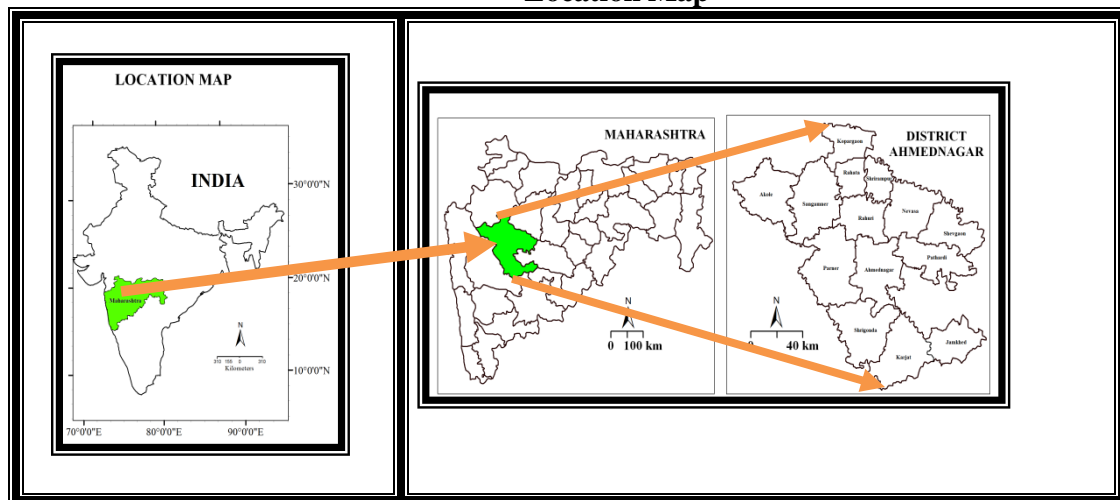 Location Map
LOCATION MAP
INDIA
30°0'0"N
20°0'0"N
10°0'0"N
Maharashtra
N
Kilometers
70°0'0"E 80°0'0"E 90°0'0"E
MAHARASHTRA
N
0 100 km
DISTRICT
AHMEDNAGAR
Kopargaon
Rahata
Shrirampur
Akole
Sangamner
Nevasa
Rahuri
Shevgaon
Pathardi
Parner
Ahmednagar
Shrigonda
Karjat
Jamkhed
N
0 40 km